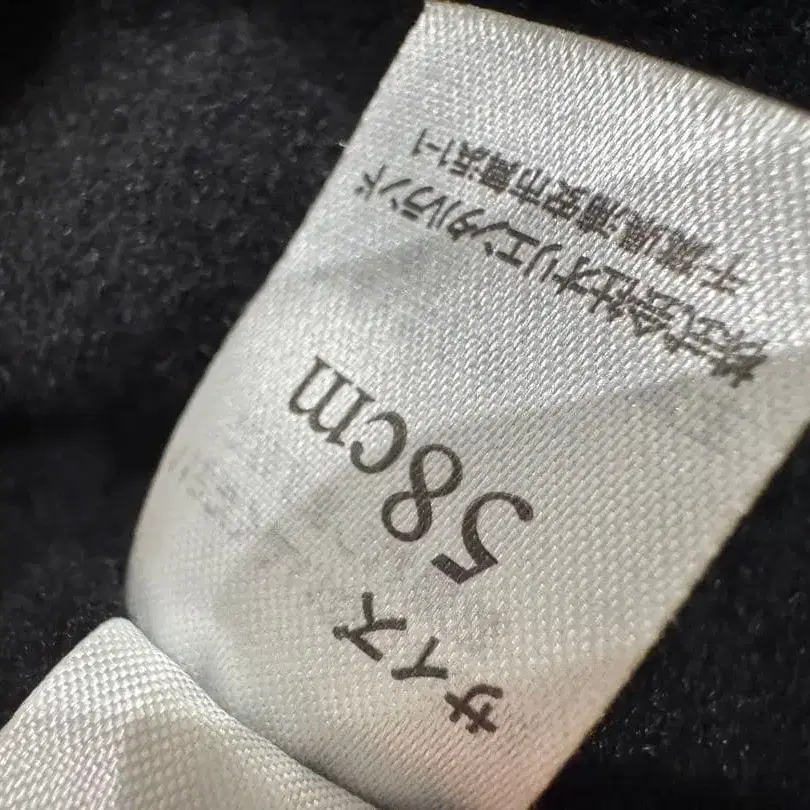 サイズ
58cm
株式会社オリエンタルランド
千葉県浦安市舞浜1-1